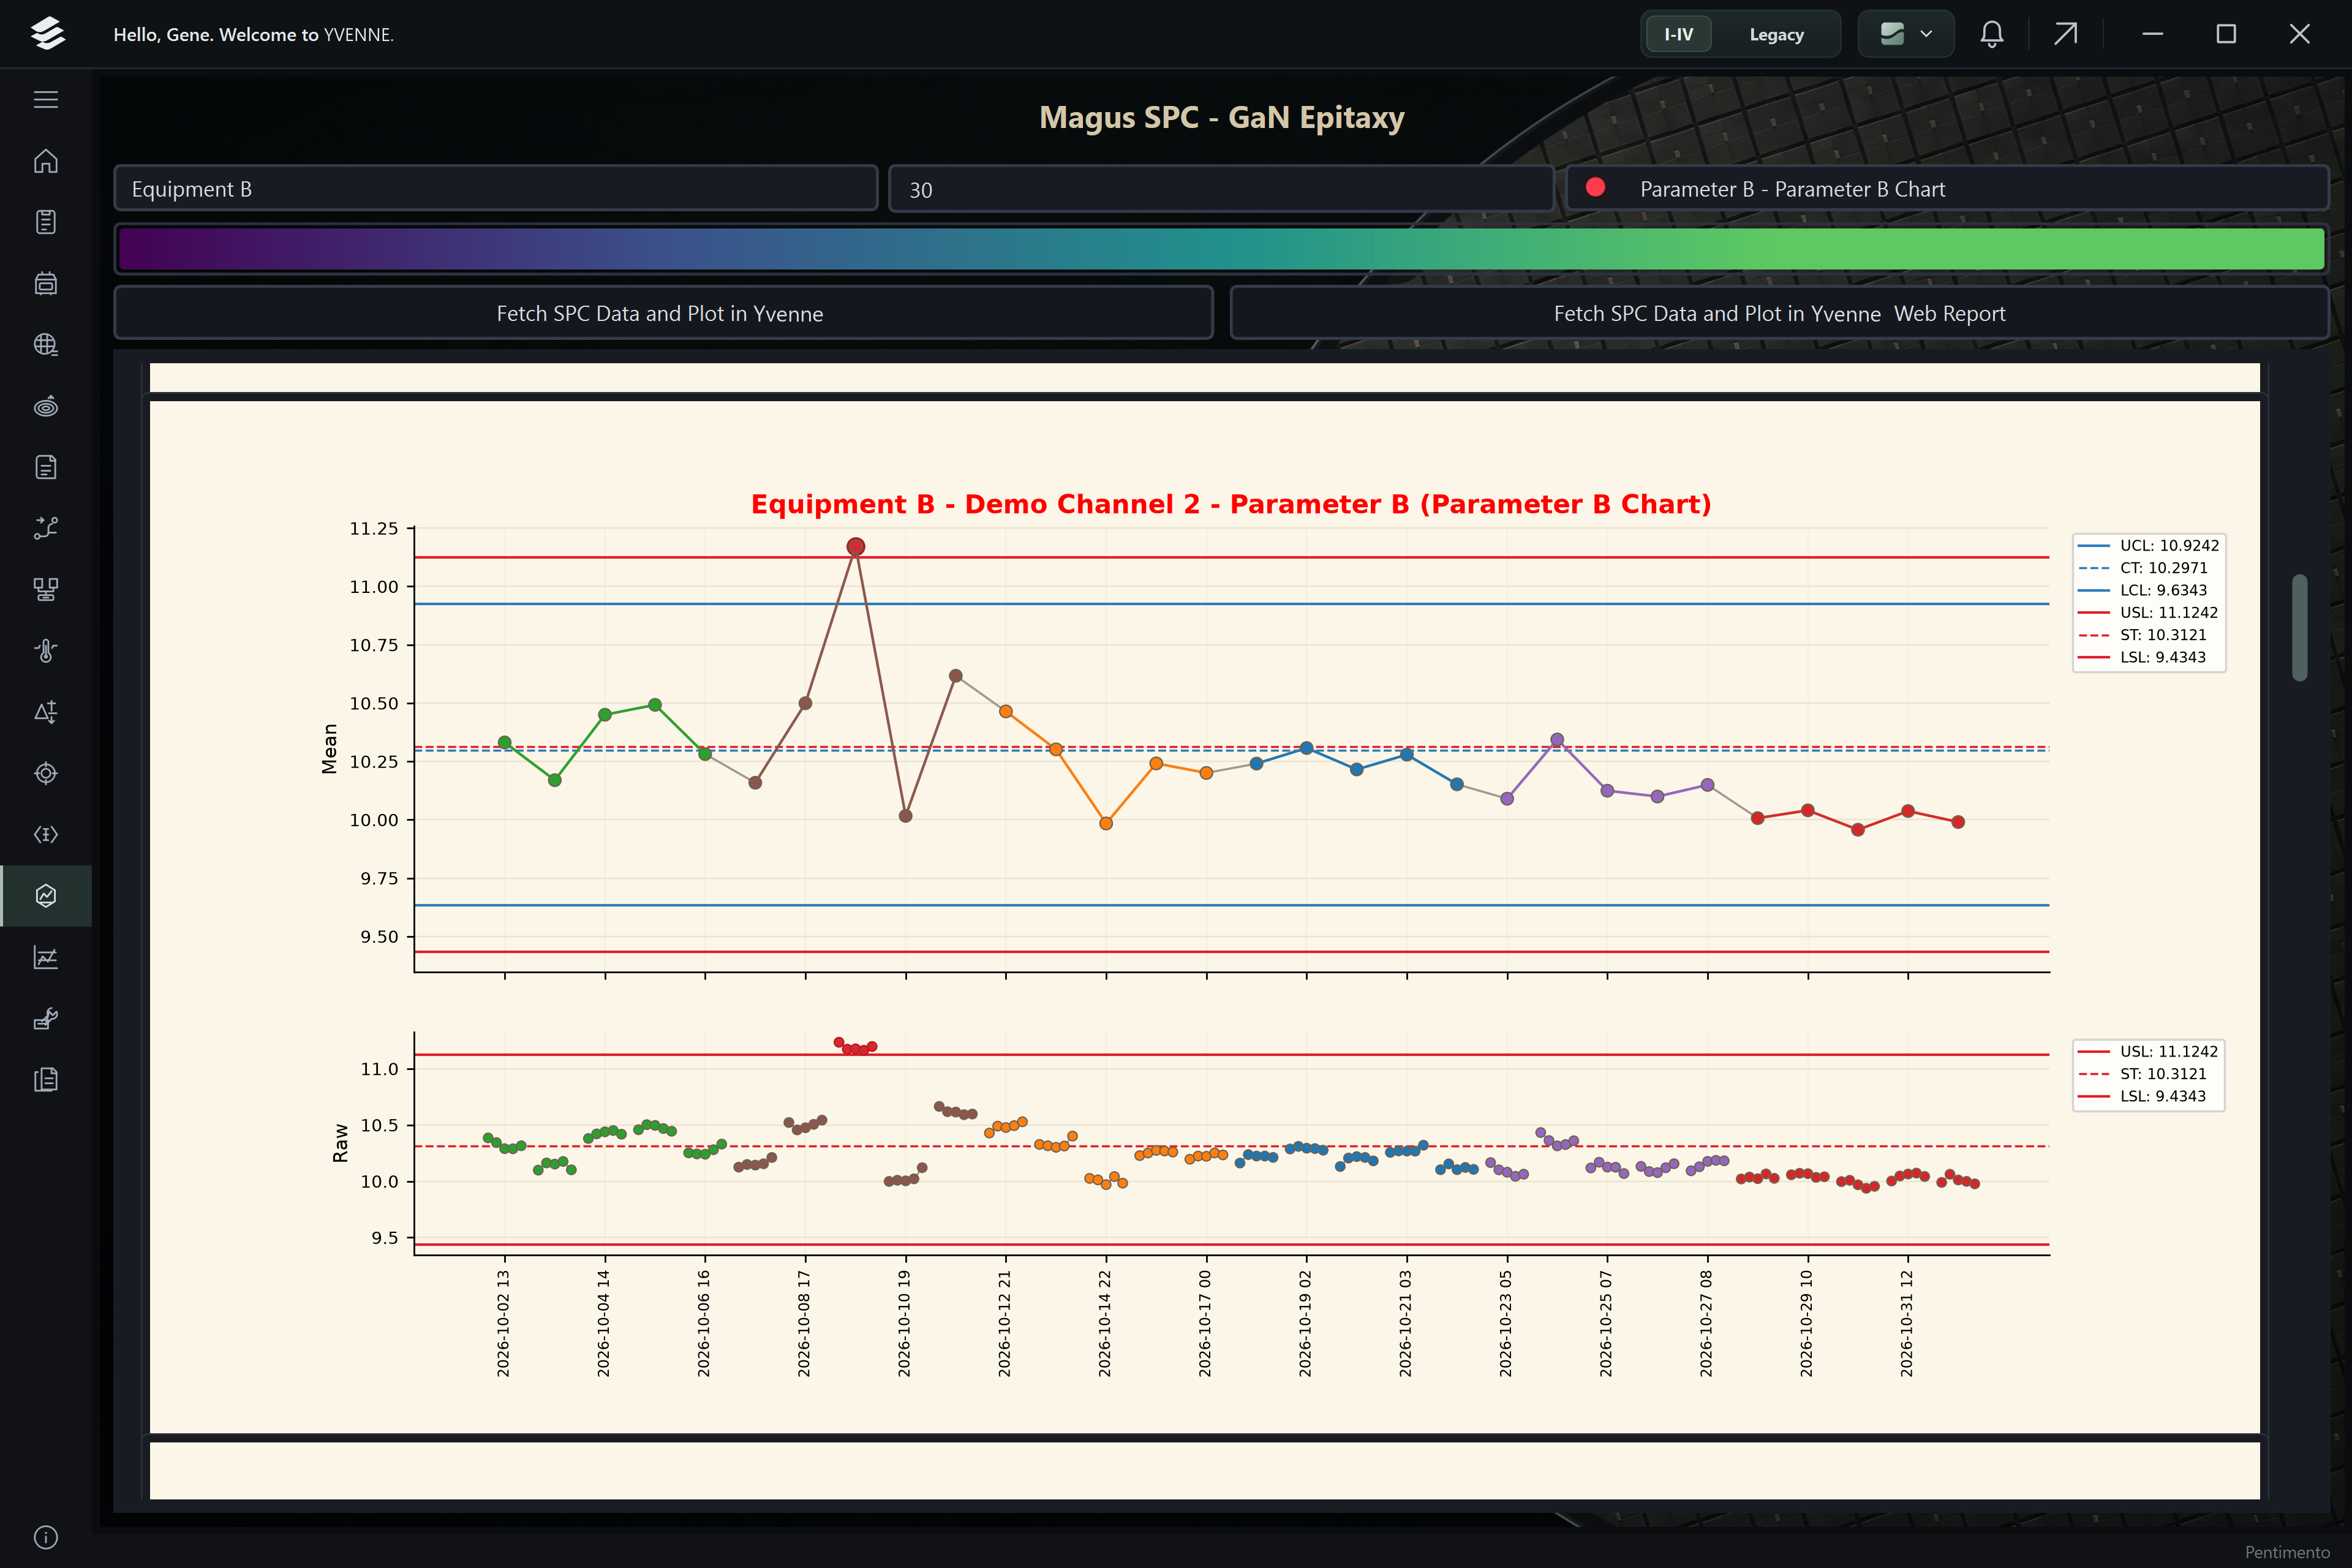 Hello, Gene. Welcome to YVENNE.
I-IV
Legacy
Magus SPC - GaN Epitaxy
Equipment B
30
Parameter B - Parameter B Chart
Fetch SPC Data and Plot in Yvenne
Fetch SPC Data and Plot in Yvenne Web Report
Equipment B - Demo Channel 2 - Parameter B (Parameter B Chart)
Mean
11.25
11.00
10.75
10.50
10.25
10.00
9.75
9.50
UCL: 10.9242
CT: 10.2971
LCL: 9.6343
USL: 11.1242
ST: 10.3121
LSL: 9.4343
Raw
11.0
10.5
10.0
9.5
USL: 11.1242
ST: 10.3121
LSL: 9.4343
2026-10-02 13
2026-10-04 14
2026-10-06 16
2026-10-08 17
2026-10-10 19
2026-10-12 21
2026-10-14 22
2026-10-17 00
2026-10-19 02
2026-10-21 03
2026-10-23 05
2026-10-25 07
2026-10-27 08
2026-10-29 10
2026-10-31 12
Pentimento